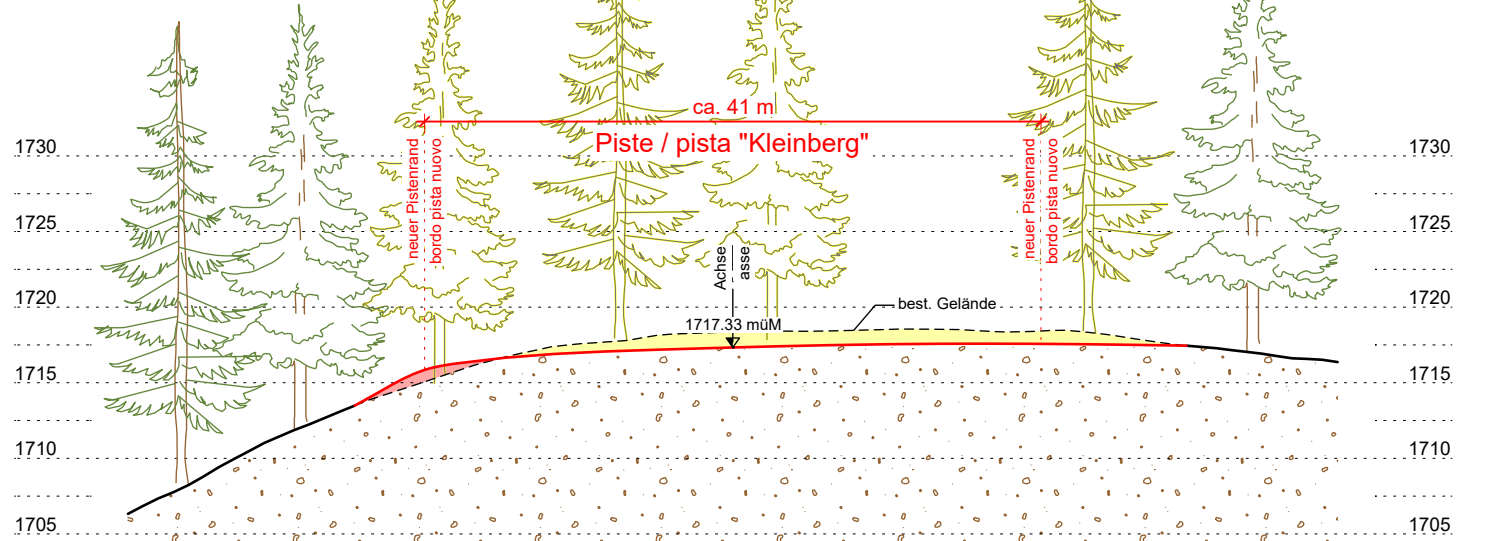 ca. 41 m
Piste / pista "Kleinberg"
1730
1730
neuer Pistenrand
bordo pista nuovo
neuer Pistenrand
bordo pista nuovo
1725
1725
Achse
asse
1720
1720
best. Gelände
1717.33 müM
1715
1715
1710
1710
1705
1705